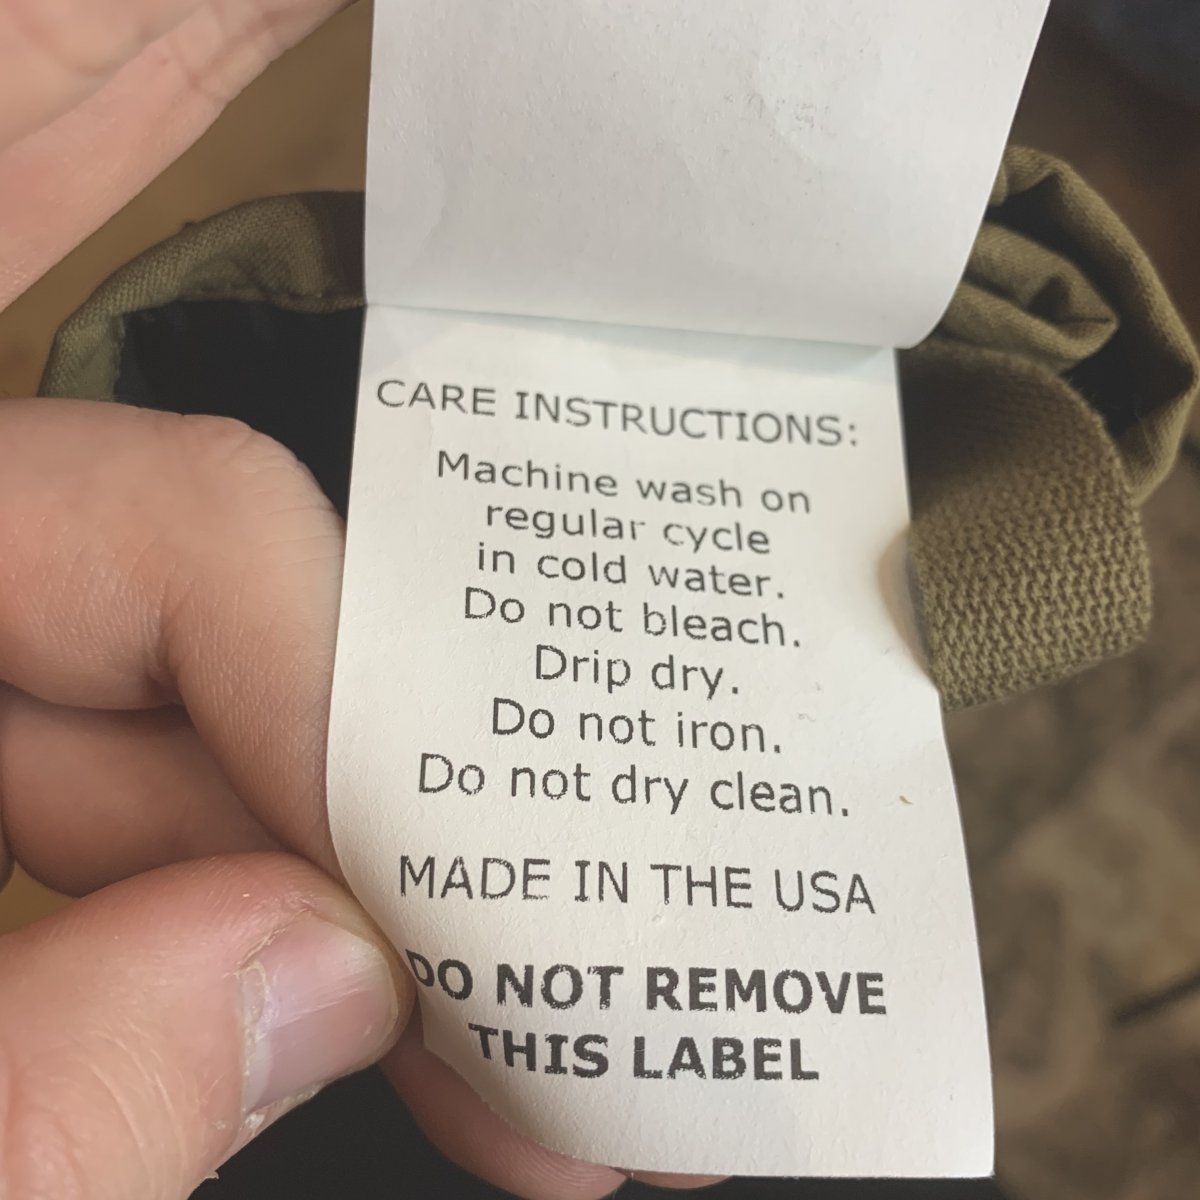 CARE INSTRUCTIONS:
Machine wash on
regular cycle
in cold water.
Do not bleach.
Drip dry.
Do not iron.
Do not dry clean.
MADE IN THE USA
DO NOT REMOVE
THIS LABEL